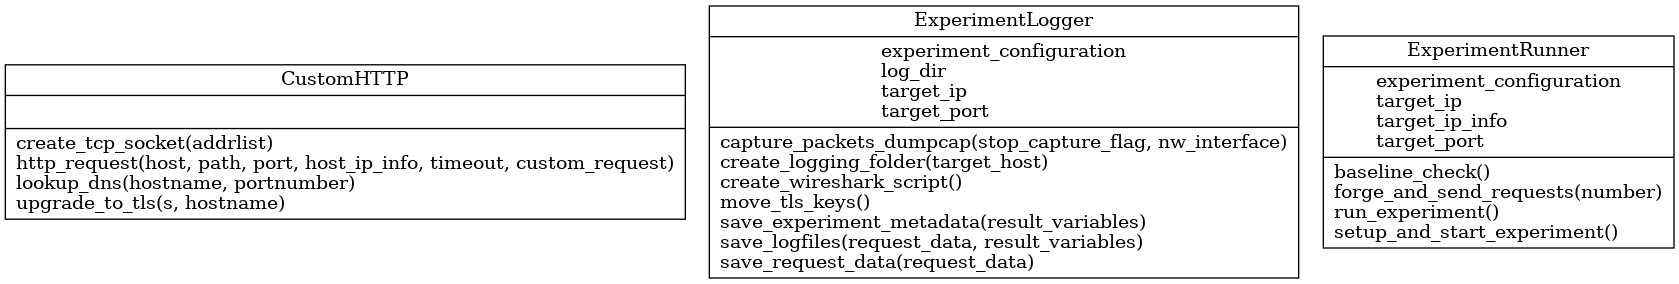 CustomHTTP
create_tcp_socket(addrlist)
http_request(host, path, port, host_ip_info, timeout, custom_request)
lookup_dns(hostname, portnumber)
upgrade_to_tls(s, hostname)
ExperimentLogger
experiment_configuration
log_dir
target_ip
target_port
capture_packets_dumpcap(stop_capture_flag, nw_interface)
create_logging_folder(target_host)
create_wireshark_script()
move_tls_keys()
save_experiment_metadata(result_variables)
save_logfiles(request_data, result_variables)
save_request_data(request_data)
ExperimentRunner
experiment_configuration
target_ip
target_ip_info
target_port
baseline_check()
forge_and_send_requests(number)
run_experiment()
setup_and_start_experiment()